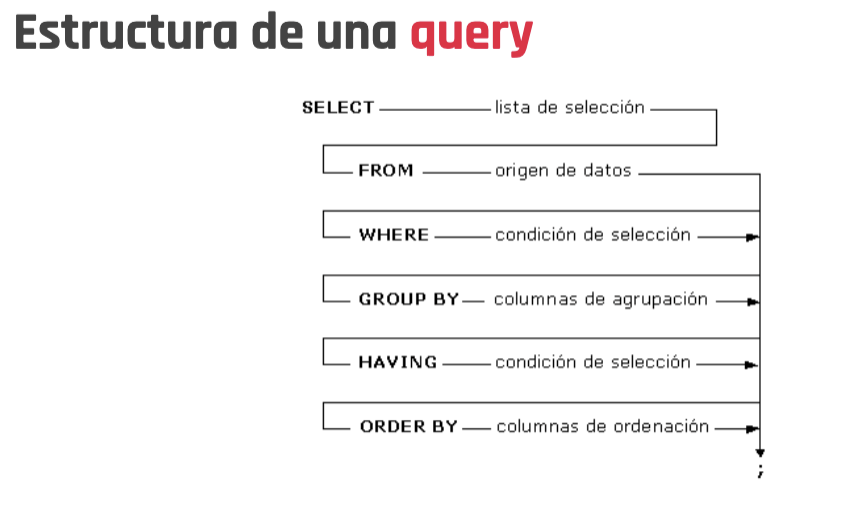 Estructura de una query
SELECT lista de selección
FROM origen de datos
WHERE condición de selección
GROUP BY columnas de agrupación
HAVING condición de selección
ORDER BY columnas de ordenación
;